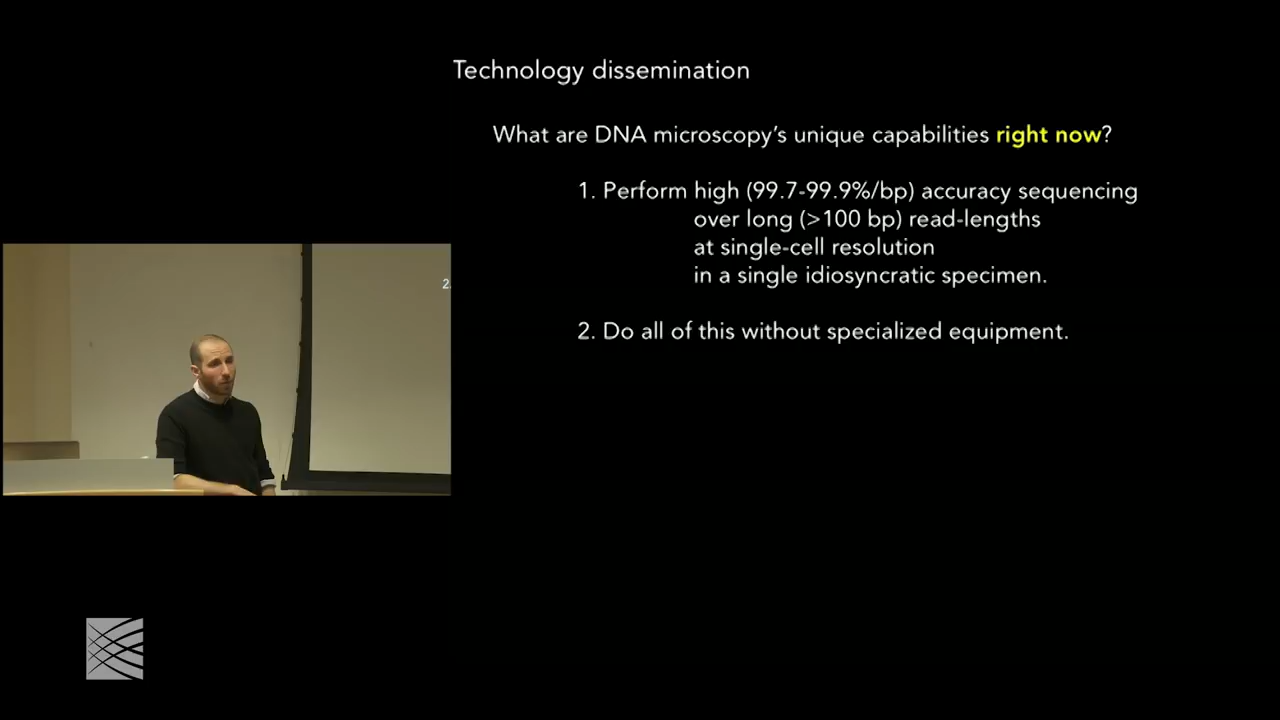 Technology dissemination
What are DNA microscopy's unique capabilities right now?
1. Perform high (99.7-99.9%/bp) accuracy sequencing
over long (>100 bp) read-lengths
at single-cell resolution
in a single idiosyncratic specimen.
2. Do all of this without specialized equipment.
2.